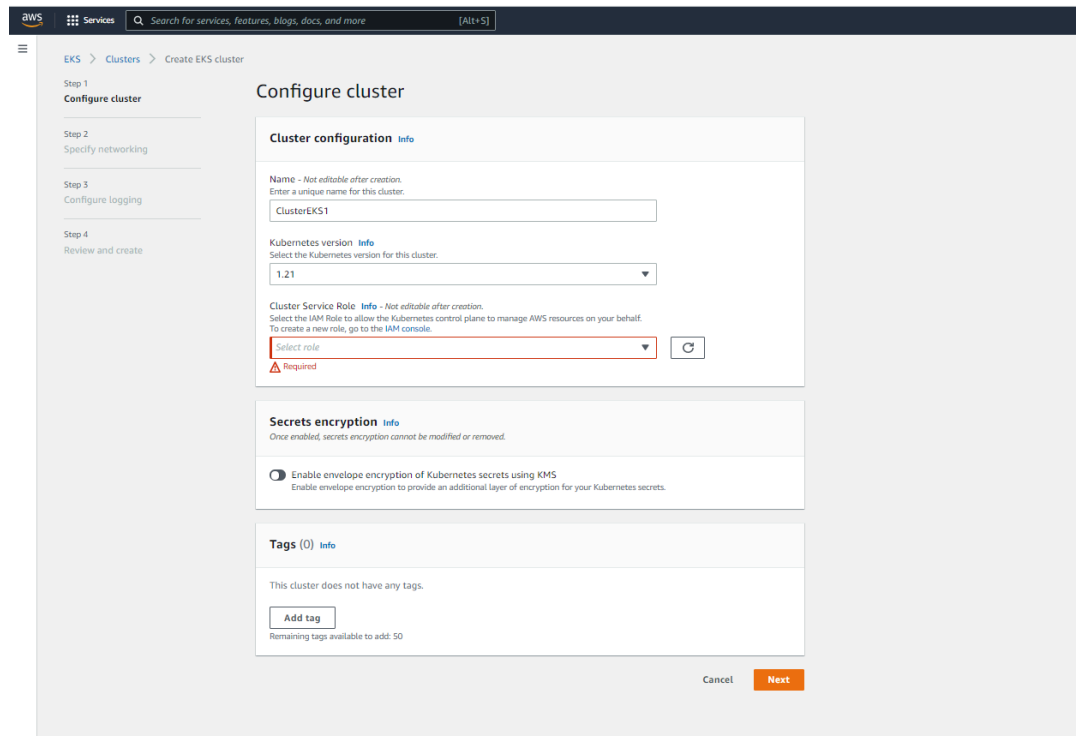 aws
Services
Search for services, features, blogs, docs, and more
[Alt+S]
EKS > Clusters > Create EKS cluster
Step 1
Configure cluster
Step 2
Specify networking
Step 3
Configure logging
Step 4
Review and create
Configure cluster
Cluster configuration Info
Name - Not editable after creation.
Enter a unique name for this cluster.
ClusterEKS1
Kubernetes version Info
Select the Kubernetes version for this cluster.
1.21
Cluster Service Role Info - Not editable after creation.
Select the IAM Role to allow the Kubernetes control plane to manage AWS resources on your behalf.
To create a new role, go to the IAM console.
Select role
Required
Secrets encryption Info
Once enabled, secrets encryption cannot be modified or removed.
Enable envelope encryption of Kubernetes secrets using KMS
Enable envelope encryption to provide an additional layer of encryption for your Kubernetes secrets.
Tags (0) Info
This cluster does not have any tags.
Add tag
Remaining tags available to add: 50
Cancel
Next